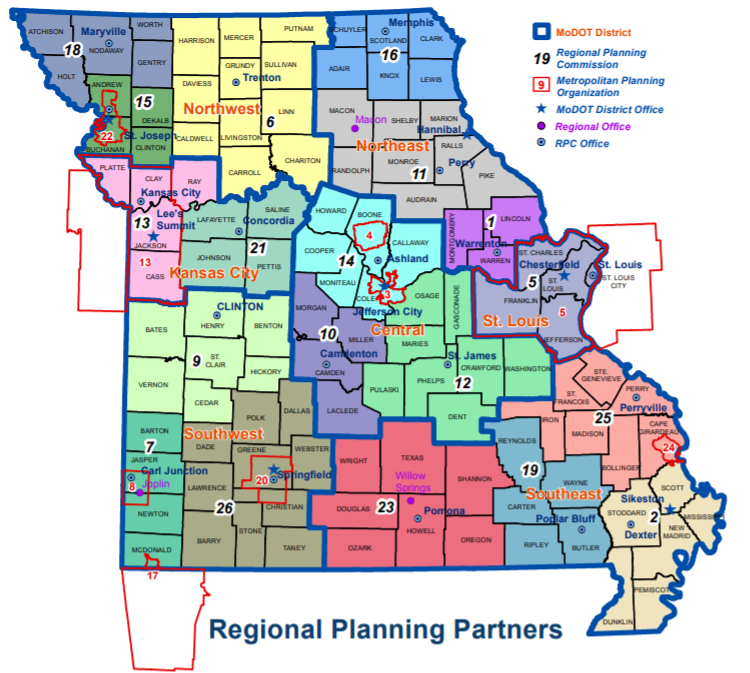 ATCHISON
WORTH
Maryville
NODAWAY
18
HOLT
GENTRY
HARRISON
MERCER
PUTNAM
GRUNDY
SULLIVAN
Trenton
DAVIESS
LINN
Northwest
6
ANDREW
15
DEKALB
22
St. Joseph
BUCHANAN
CLINTON
CALDWELL
LIVINGSTON
CHARITON
CARROLL
SCHUYLER
Memphis
SCOTLAND
CLARK
16
ADAIR
KNOX
LEWIS
MACON
Macon
SHELBY
MARION
Hannibal
Northeast
RALLS
MONROE
Perry
RANDOLPH
11
PIKE
AUDRAIN
MoDOT District
19
Regional Planning
Commission
9
Metropolitan Planning
Organization
MoDOT District Office
Regional Office
RPC Office
PLATTE
CLAY
RAY
Kansas City
13
Lee's
Summit
JACKSON
13
CASS
Kansas City
LAFAYETTE
SALINE
Concordia
JOHNSON
21
PETTIS
HOWARD
BOONE
4
COOPER
CALLAWAY
14
Ashland
MONITEAU
COLE
3
Jefferson City
OSAGE
Central
MONTGOMERY
1
LINCOLN
Warrenton
WARREN
ST. CHARLES
Chesterfield
5
ST.
LOUIS
St. Louis
ST. LOUIS
CITY
FRANKLIN
5
St. Louis
JEFFERSON
GASCONADE
MORGAN
10
MILLER
Camdenton
CAMDEN
LACLEDE
MARIES
St. James
CRAWFORD
WASHINGTON
PHELPS
12
PULASKI
DENT
CLINTON
HENRY
BENTON
BATES
9
ST.
CLAIR
HICKORY
VERNON
CEDAR
POLK
DALLAS
Southwest
BARTON
7
DADE
GREENE
WEBSTER
JASPER
Carl Junction
8
Joplin
LAWRENCE
20
Springfield
CHRISTIAN
NEWTON
26
STONE
MCDONALD
BARRY
TANEY
17
WRIGHT
TEXAS
Willow
Springs
SHANNON
DOUGLAS
23
Pomona
HOWELL
OZARK
OREGON
STE.
GENEVIEVE
PERRY
ST.
FRANCOIS
Perryville
25
IRON
MADISON
CAPE
GIRARDEAU
24
BOLLINGER
REYNOLDS
19
WAYNE
Southeast
CARTER
Poplar Bluff
RIPLEY
BUTLER
SCOTT
Sikeston
STODDARD
2
MISSISSIPPI
Dexter
NEW
MADRID
PEMISCOT
DUNKLIN
Regional Planning Partners